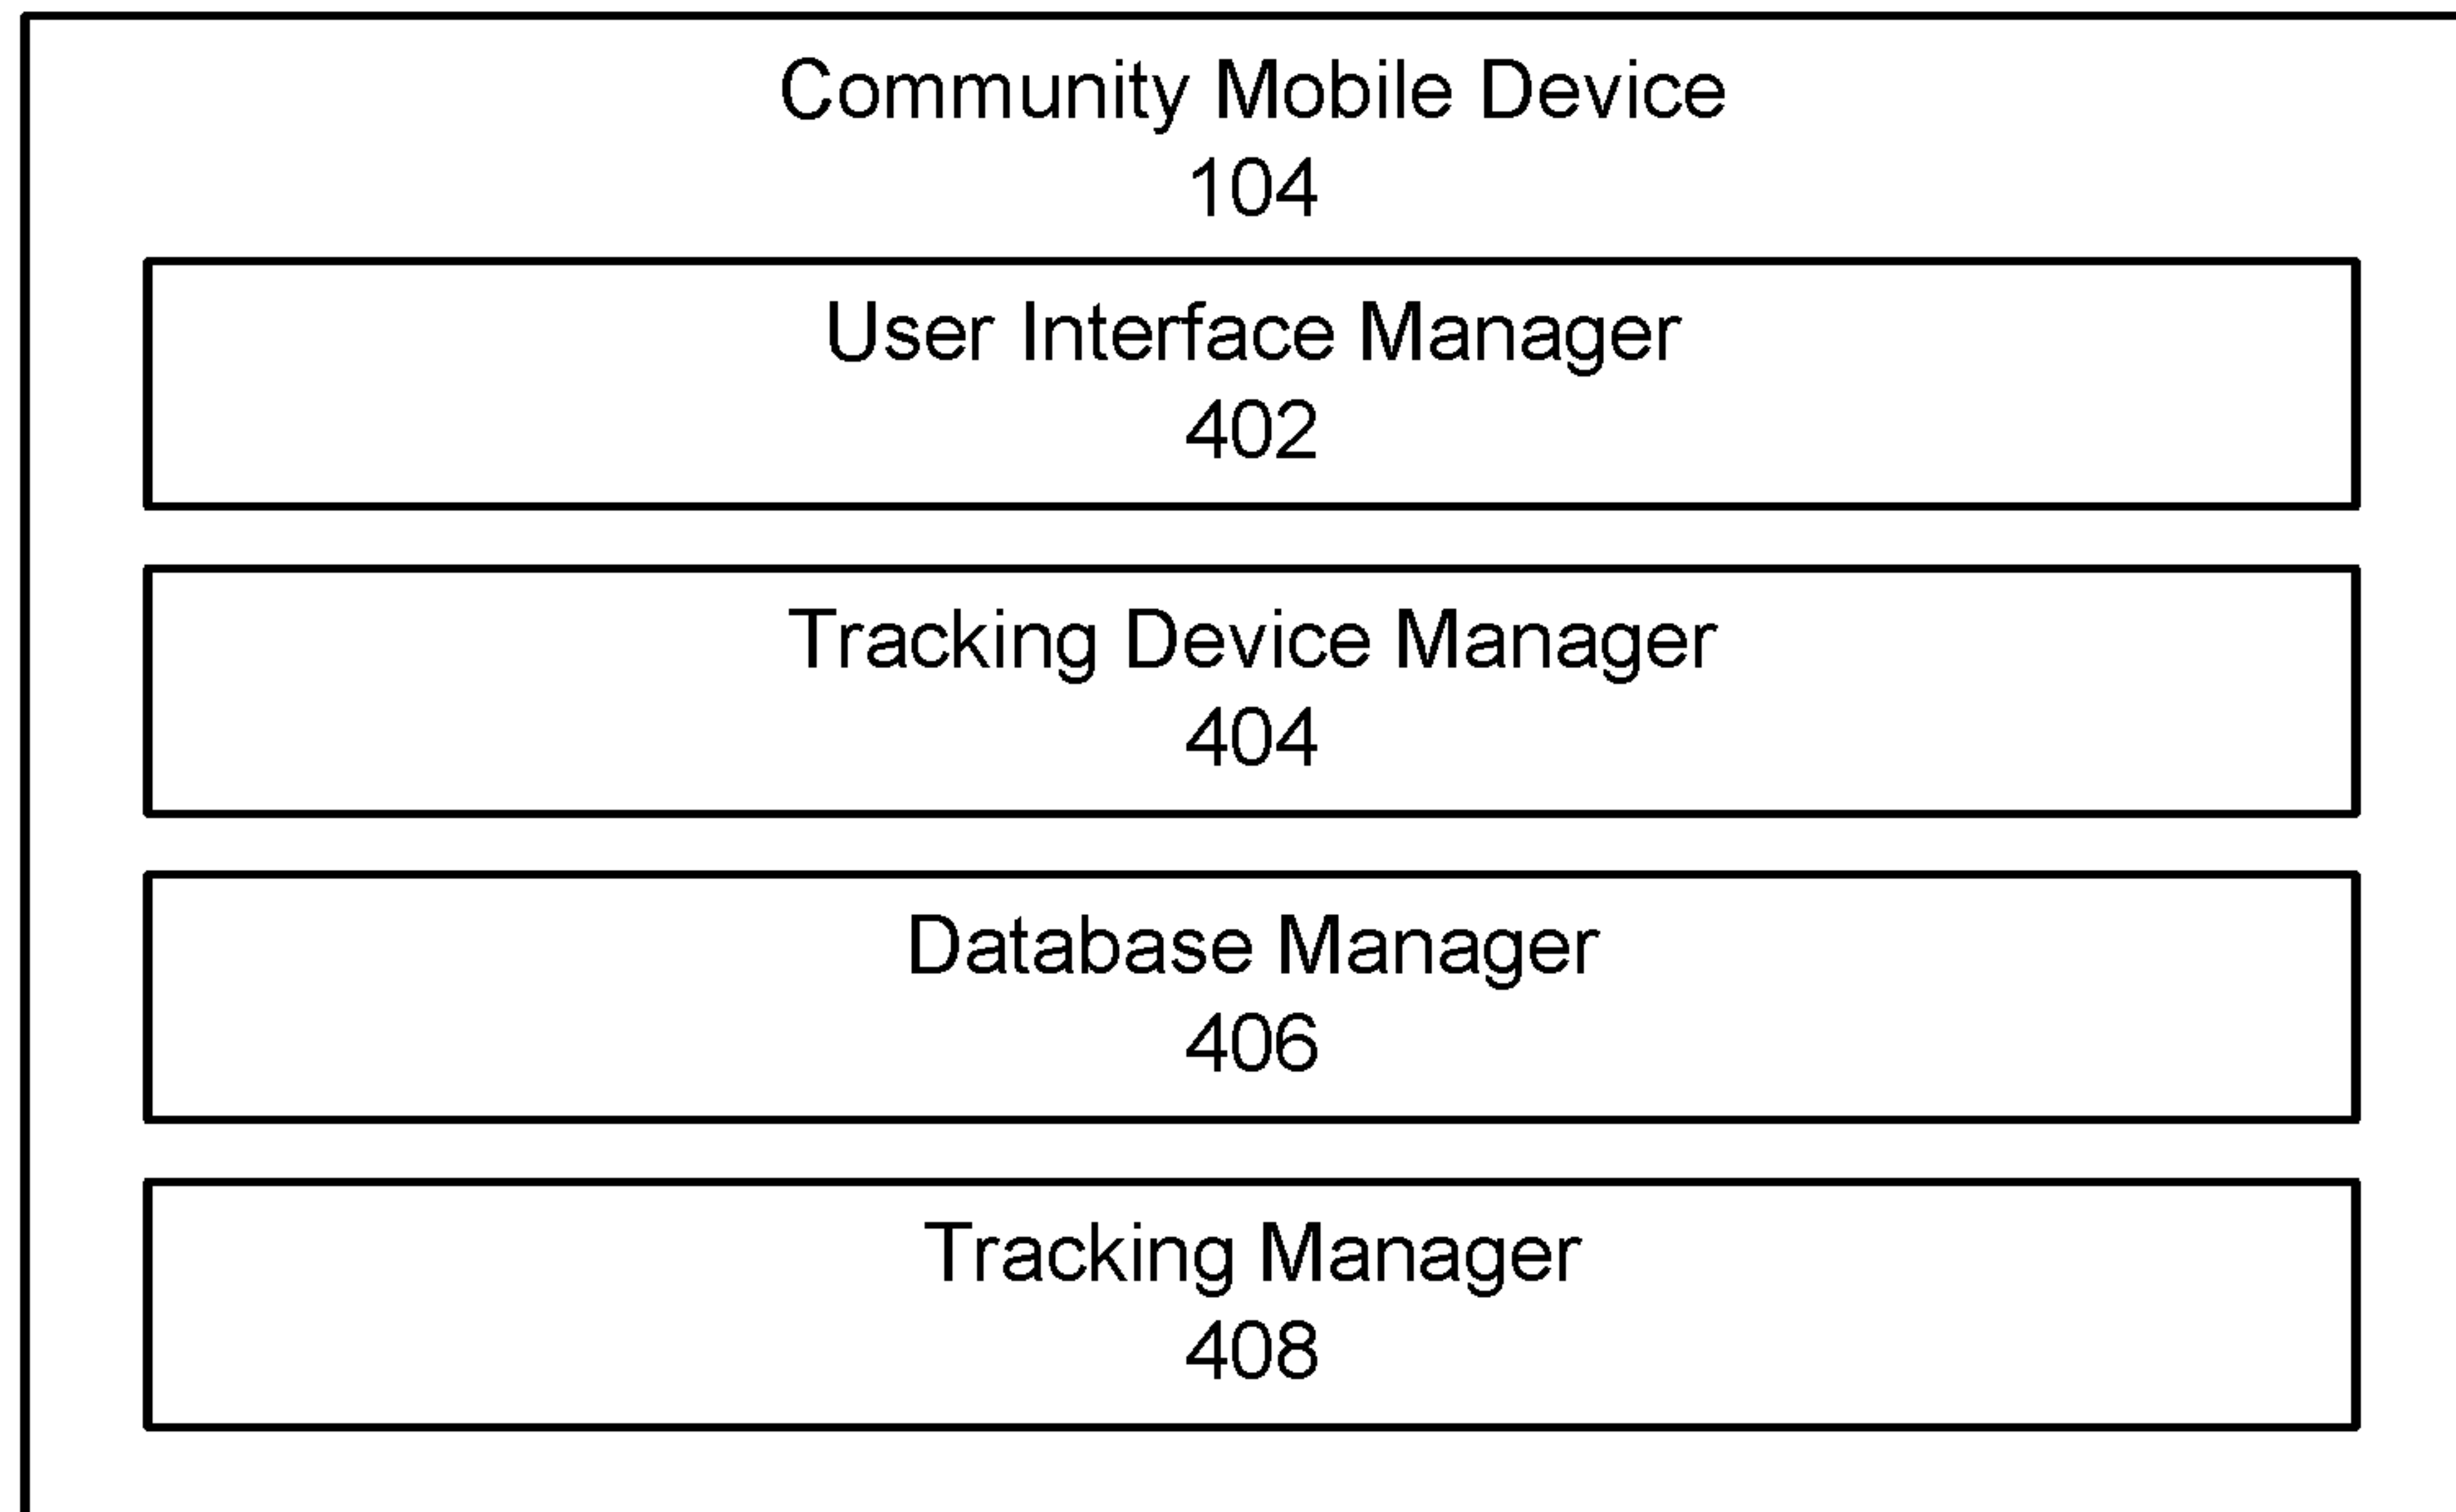 Community Mobile Device
104
User Interface Manager
402
Tracking Device Manager
404
Database Manager
406
Tracking Manager
408